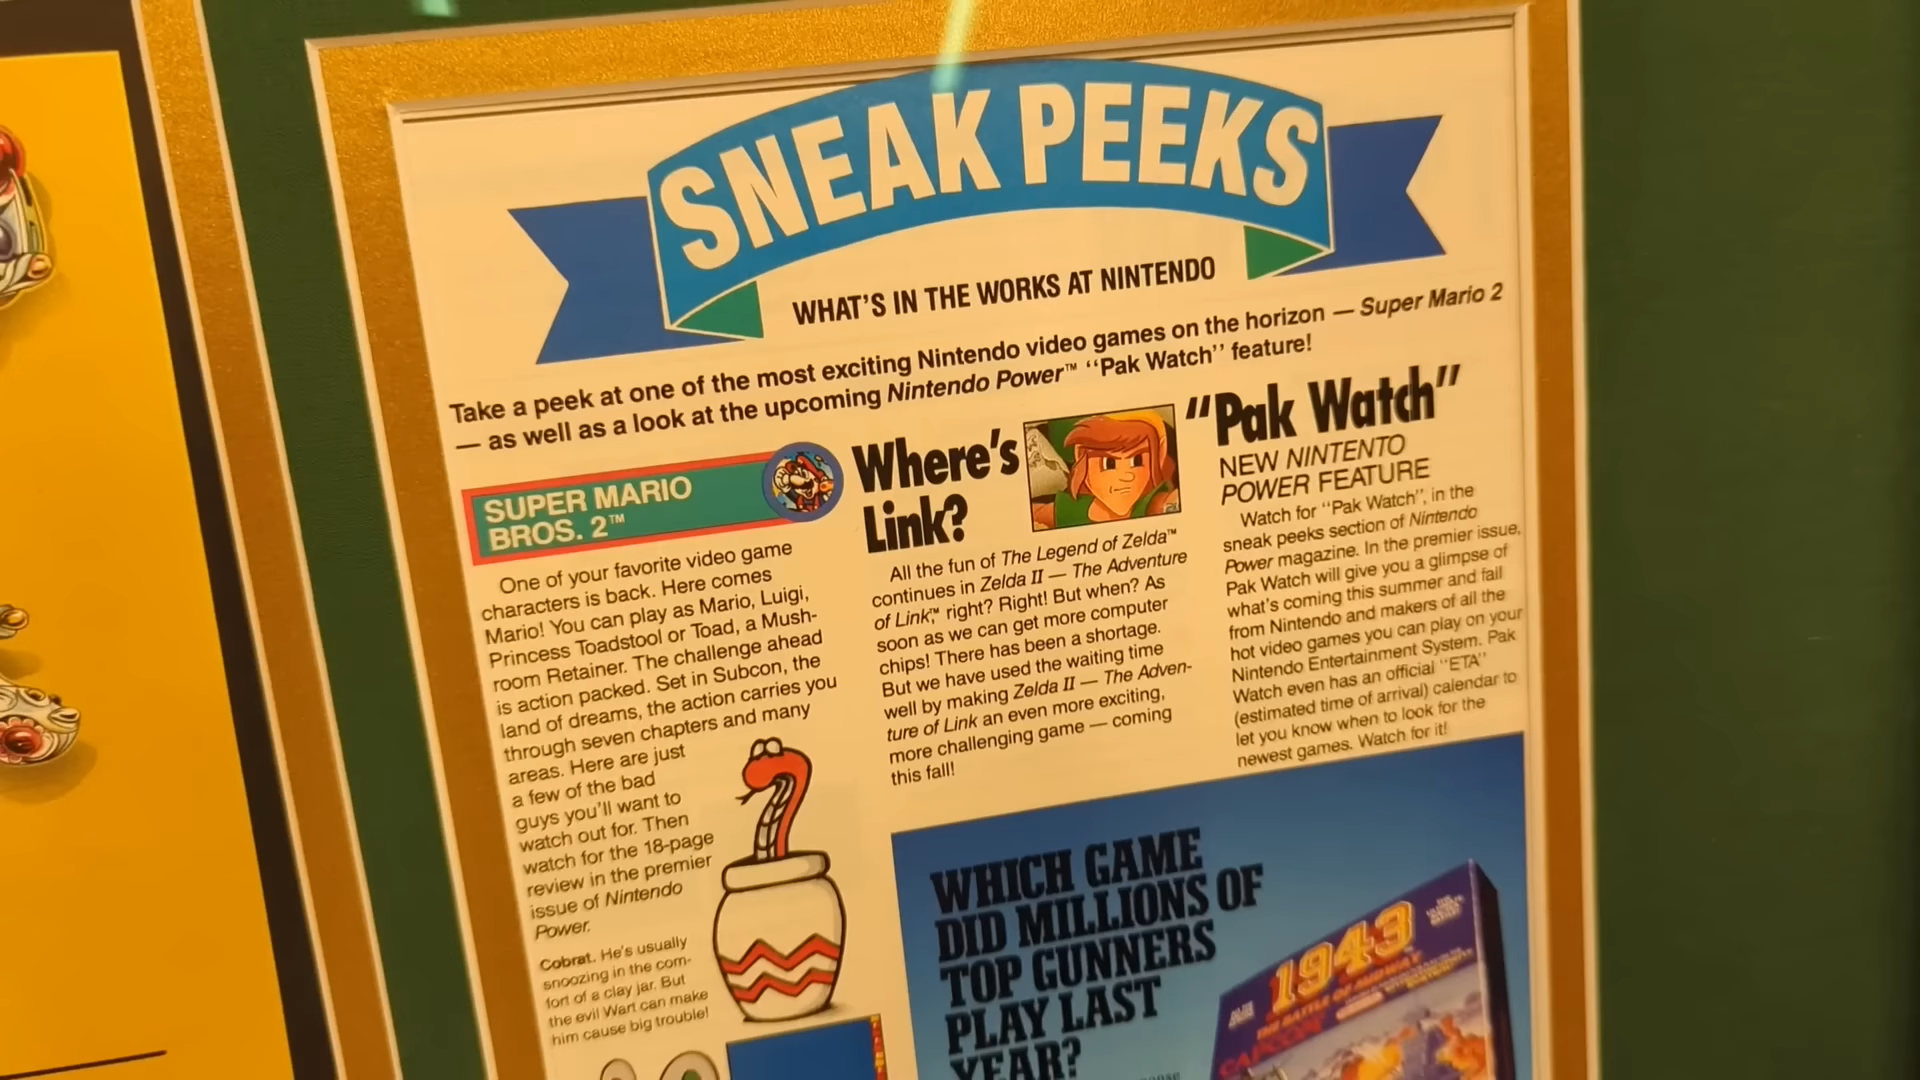 SNEAK PEEKS
WHAT'S IN THE WORKS AT NINTENDO
Take a peek at one of the most exciting Nintendo video games on the horizon — Super Mario 2
— as well as a look at the upcoming Nintendo Power™ “Pak Watch” feature!
SUPER MARIO
BROS. 2™
One of your favorite video game
characters is back. Here comes
Mario! You can play as Mario, Luigi,
Princess Toadstool or Toad, a Mush-
room Retainer. The challenge ahead
is action packed. Set in Subcon, the
land of dreams, the action carries you
through seven chapters and many
areas. Here are just
a few of the bad
guys you'll want to
watch out for. Then
watch for the 18-page
review in the premier
issue of Nintendo
Power.
Cobrat. He's usually
snoozing in the com-
fort of a clay jar. But
the evil Wart can make
him cause big trouble!
Where's
Link?
All the fun of The Legend of Zelda™
continues in Zelda II — The Adventure
of Link,™ right? Right! But when? As
soon as we can get more computer
chips! There has been a shortage.
But we have used the waiting time
well by making Zelda II — The Adven-
ture of Link an even more exciting,
more challenging game — coming
this fall!
“Pak Watch”
NEW NINTENTO
POWER FEATURE
Watch for “Pak Watch”, in the
sneak peeks section of Nintendo
Power magazine. In the premier issue,
Pak Watch will give you a glimpse of
what's coming this summer and fall
from Nintendo and makers of all the
hot video games you can play on your
Nintendo Entertainment System. Pak
Watch even has an official “ETA”
(estimated time of arrival) calendar to
let you know when to look for the
newest games. Watch for it!
WHICH GAME
DID MILLIONS OF
TOP GUNNERS
PLAY LAST
YEAR?
1943
THE BATTLE OF MIDWAY
CAPCOM